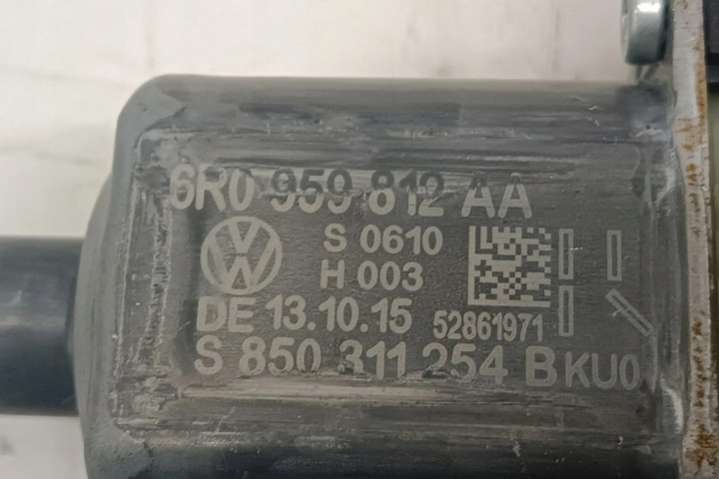 6R0 959 812 AA
S 0610
H 003
DE 13.10.15 52861971
S 850 311 254 B KU0